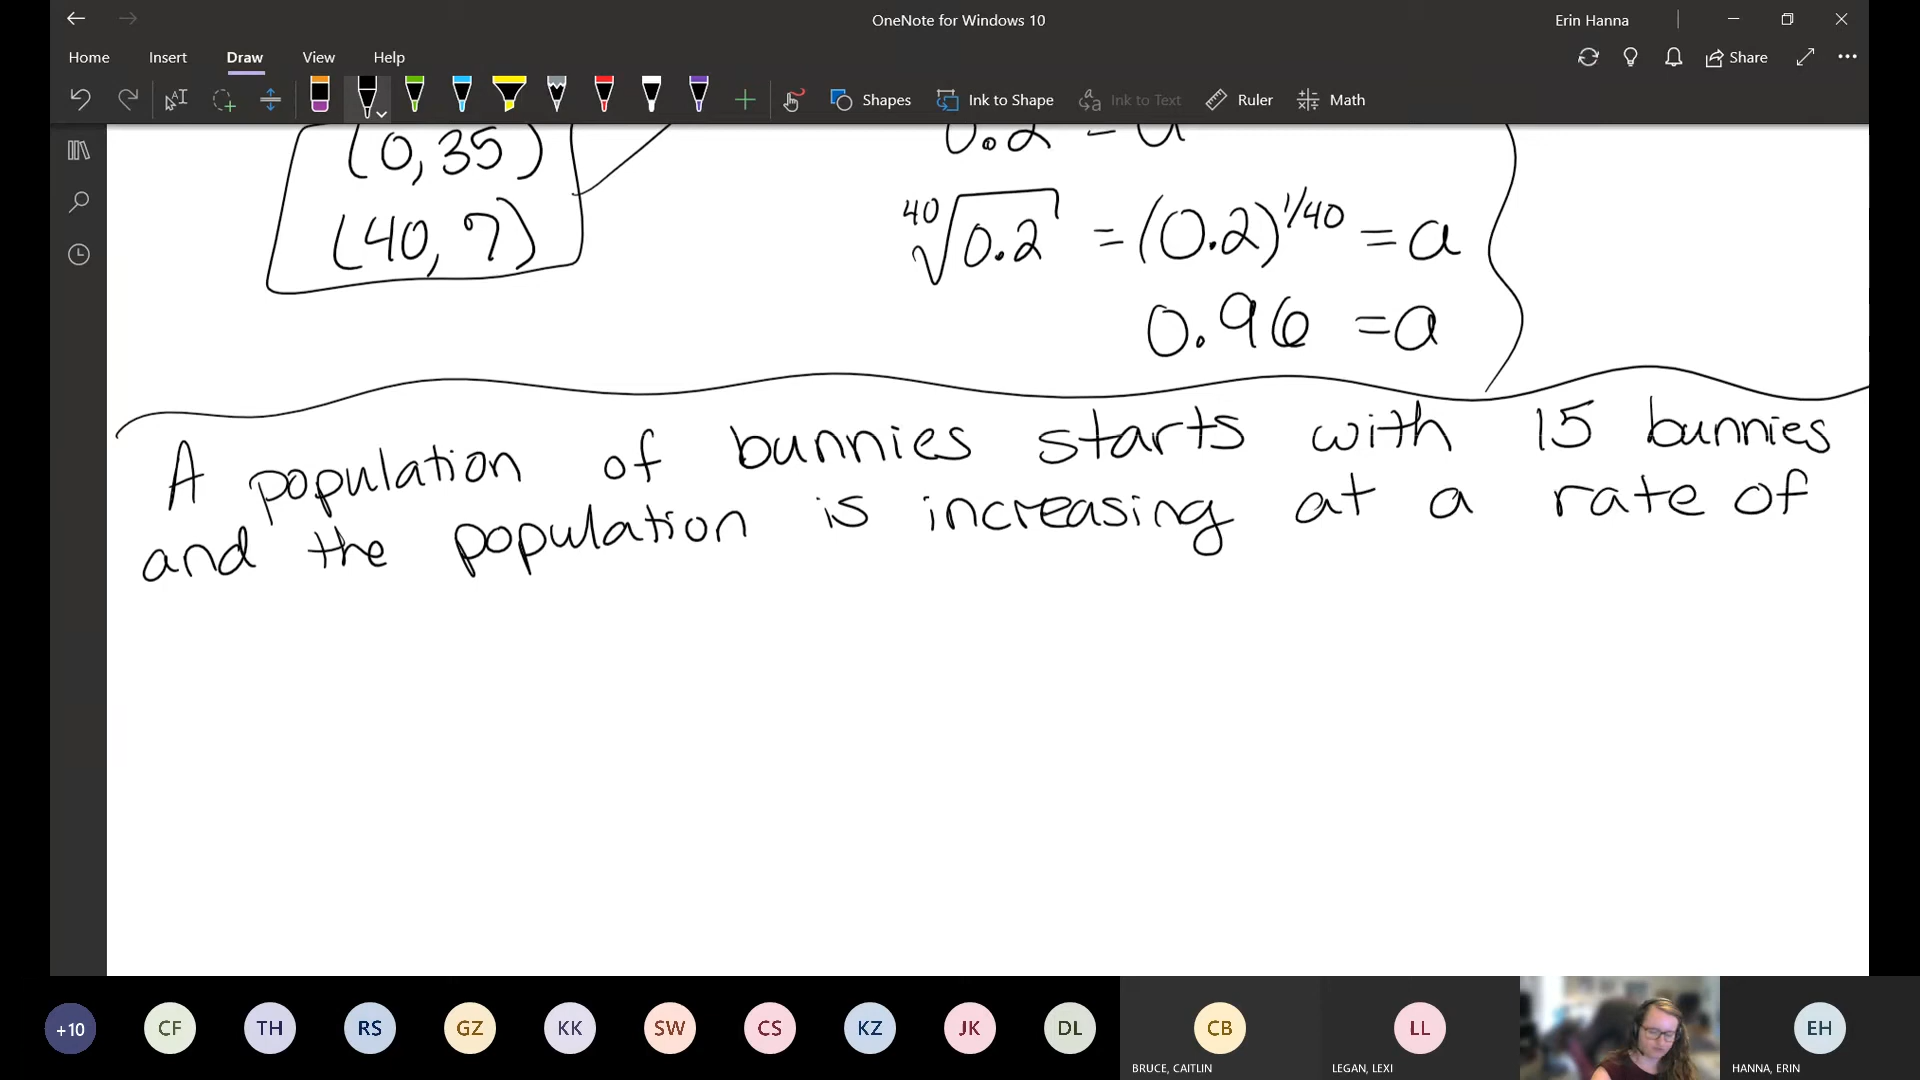 OneNote for Windows 10
Erin Hanna
Home Insert Draw View Help
Share
Shapes Ink to Shape Ink to Text Ruler Math
(0,35)
(40,7)
0.2 = a
⁴⁰√0.2 = (0.2)^1/40 = a
0.96 = a
A population of bunnies starts with 15 bunnies
and the population is increasing at a rate of
+10 CF TH RS GZ KK SW CS KZ JK DL CB LL EH
BRUCE, CAITLIN LEGAN, LEXI HANNA, ERIN